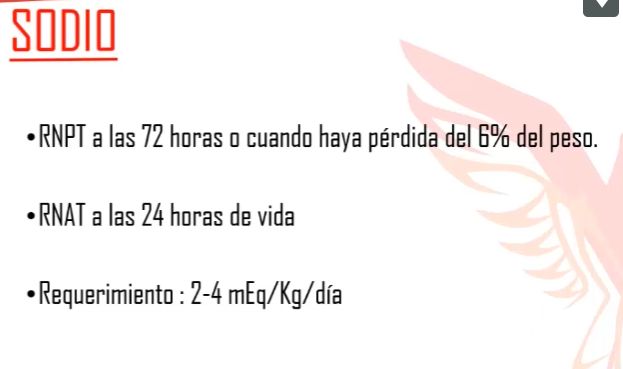 SODIO
•RNPT a las 72 horas o cuando haya pérdida del 6% del peso.
•RNAT a las 24 horas de vida
•Requerimiento : 2-4 mEq/Kg/día